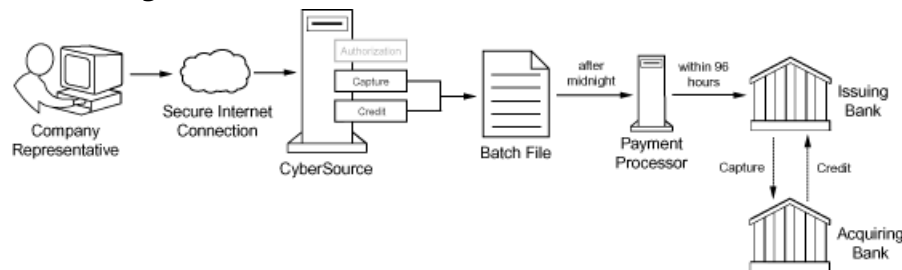 Authorization
Capture
Credit
Company
Representative
Secure Internet
Connection
CyberSource
Batch File
after
midnight
Payment
Processor
within 96
hours
Issuing
Bank
Capture
Credit
Acquiring
Bank